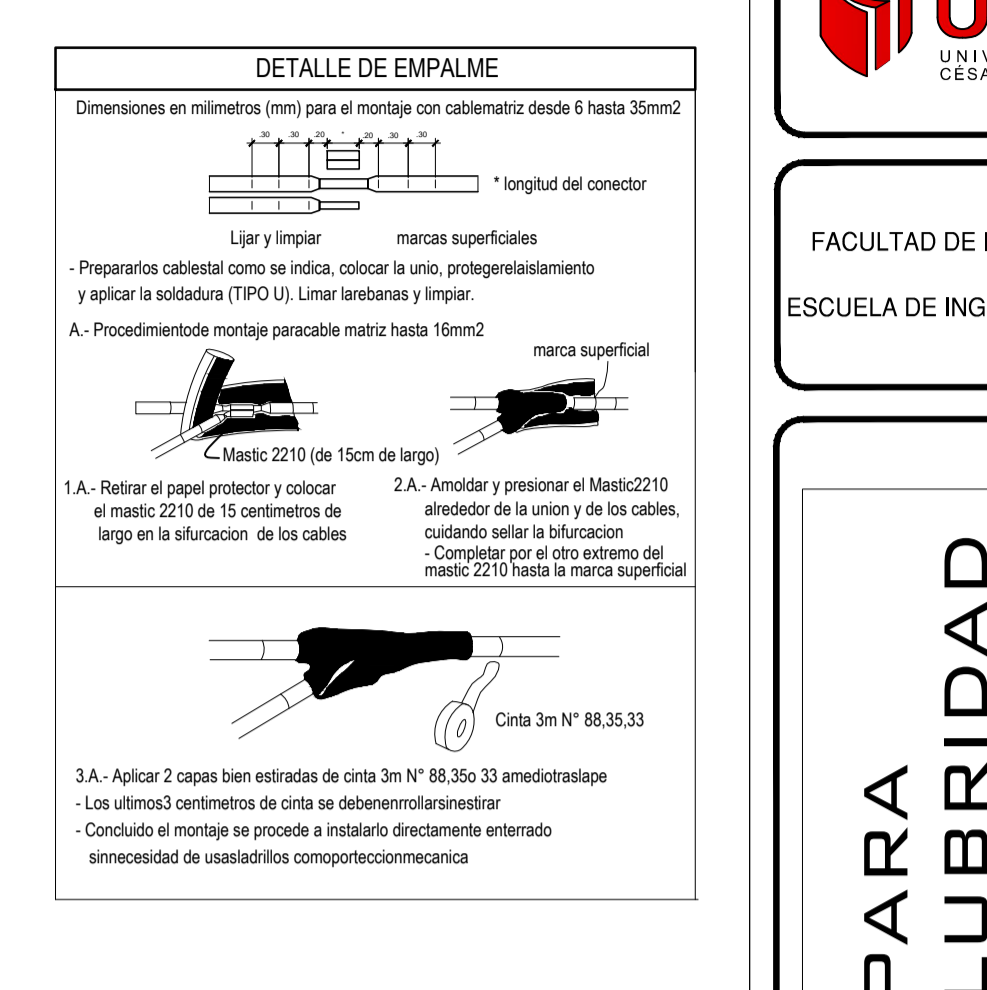 DETALLE DE EMPALME
Dimensiones en milimetros (mm) para el montaje con cablematriz desde 6 hasta 35mm2
.30 .30 .20 * .20 .30 .30
* longitud del conector
Lijar y limpiar marcas superficiales
- Prepararlos cablestal como se indica, colocar la unio, protegerelaislamiento
y aplicar la soldadura (TIPO U). Limar larebanas y limpiar.
A.- Procedimientode montaje paracable matriz hasta 16mm2
marca superficial
Mastic 2210 (de 15cm de largo)
1.A.- Retirar el papel protector y colocar
el mastic 2210 de 15 centimetros de
largo en la sifurcacion de los cables
2.A.- Amoldar y presionar el Mastic2210
alrededor de la union y de los cables,
cuidando sellar la bifurcacion
- Completar por el otro extremo del
mastic 2210 hasta la marca superficial
Cinta 3m N° 88,35,33
3.A.- Aplicar 2 capas bien estiradas de cinta 3m N° 88,35o 33 amediotraslape
- Los ultimos3 centimetros de cinta se debenenrrollarsinestirar
- Concluido el montaje se procede a instalarlo directamente enterrado
sinnecesidad de usasladrillos comoporteccionmecanica
U
UNIV
CÉSA
FACULTAD DE
ESCUELA DE ING
PARA
LUBRIDAD